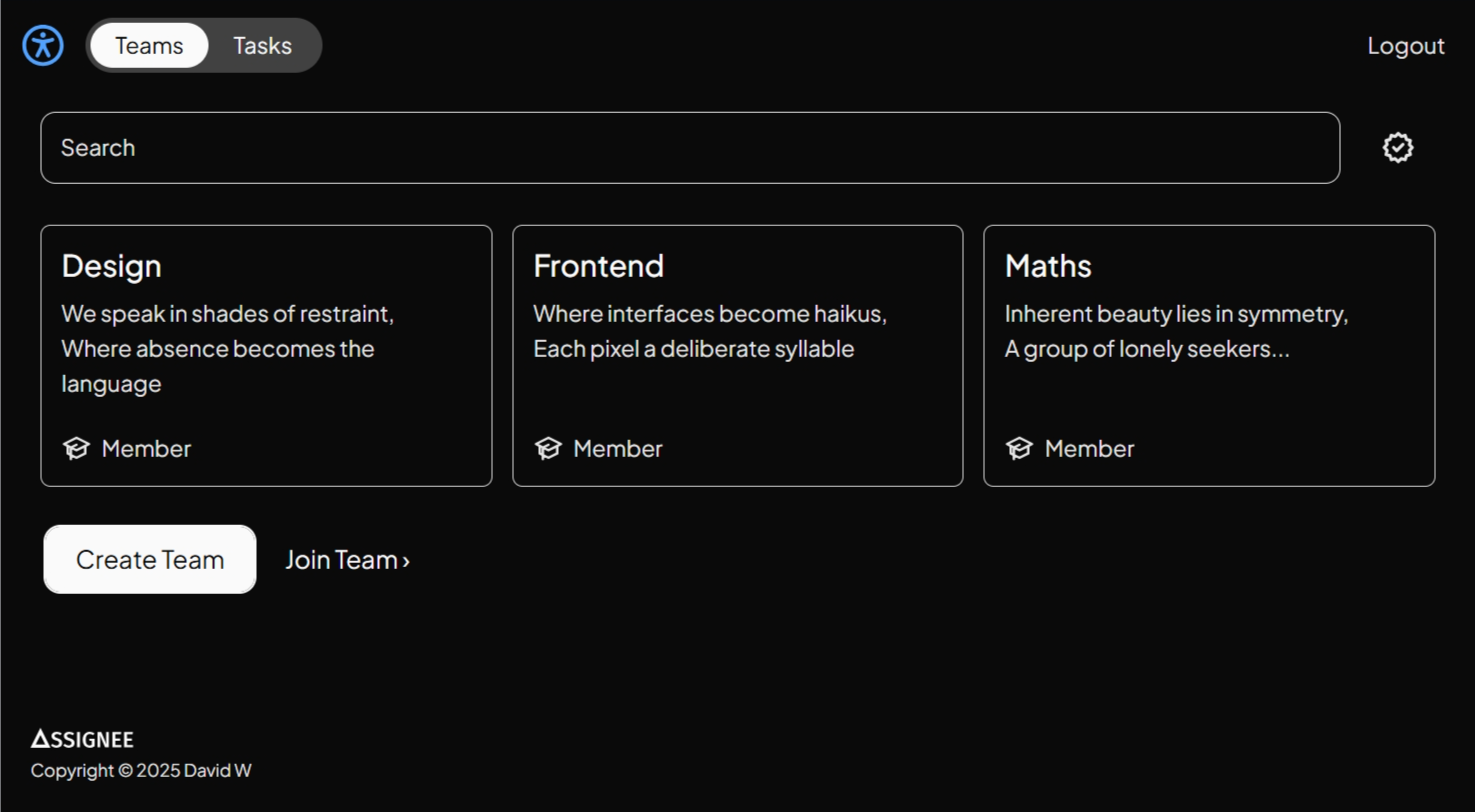 Teams Tasks Logout
Search
Design
We speak in shades of restraint,
Where absence becomes the
language
Member
Frontend
Where interfaces become haikus,
Each pixel a deliberate syllable
Member
Maths
Inherent beauty lies in symmetry,
A group of lonely seekers...
Member
Create Team Join Team ›
ASSIGNEE
Copyright © 2025 David W